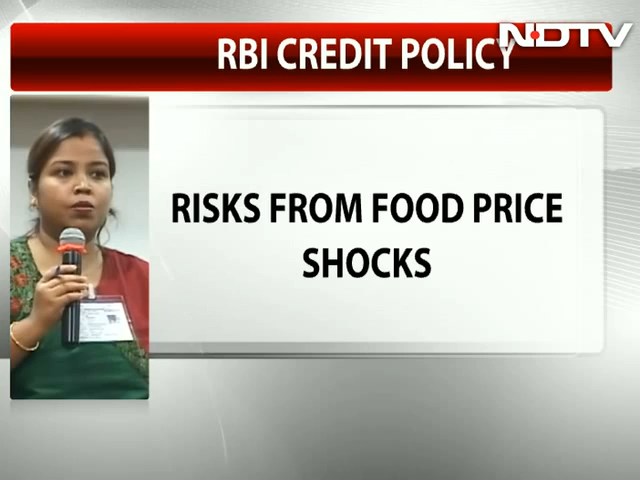 RBI CREDIT POLICY
NDTV
RISKS FROM FOOD PRICE
SHOCKS